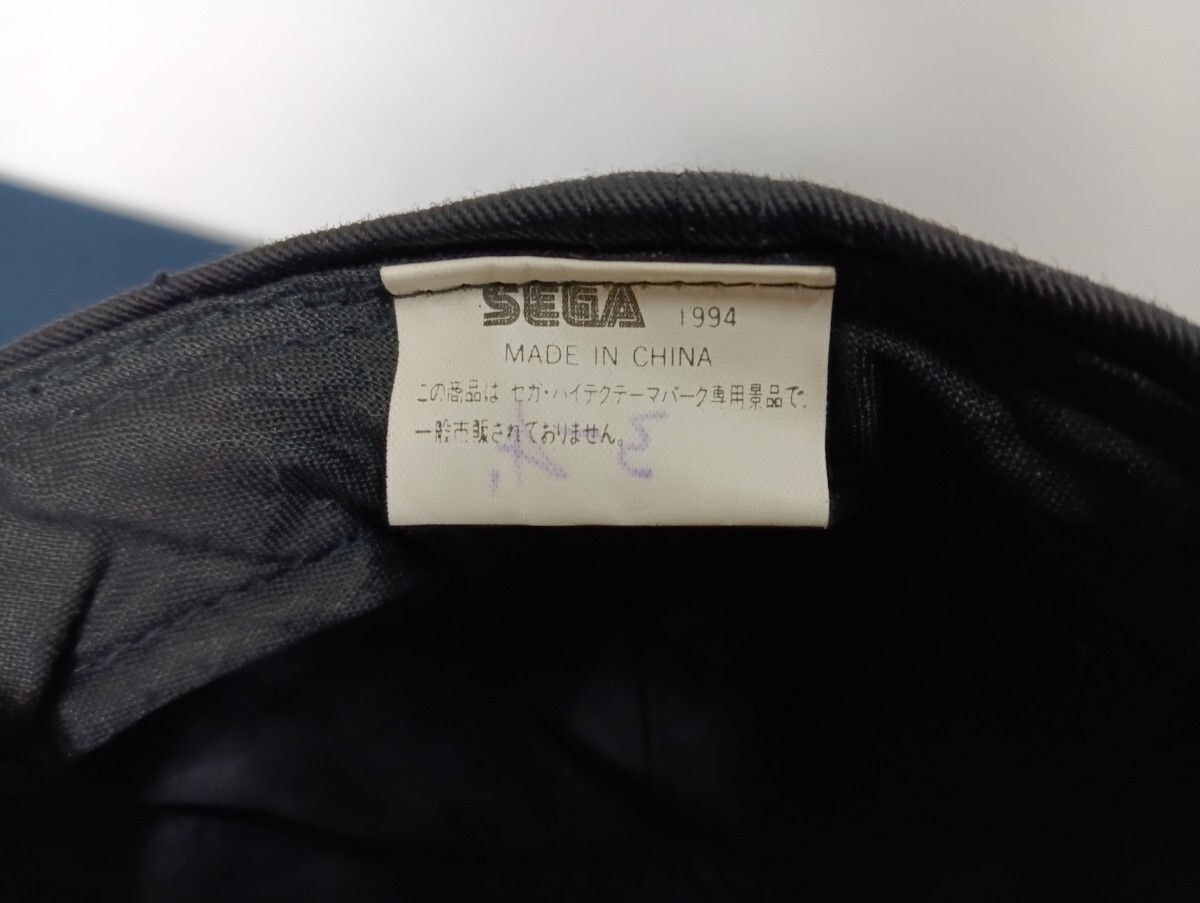 SEGA 1994
MADE IN CHINA
この商品は セガ・ハイテクテーマパーク専用景品で、
一般市販されておりません。